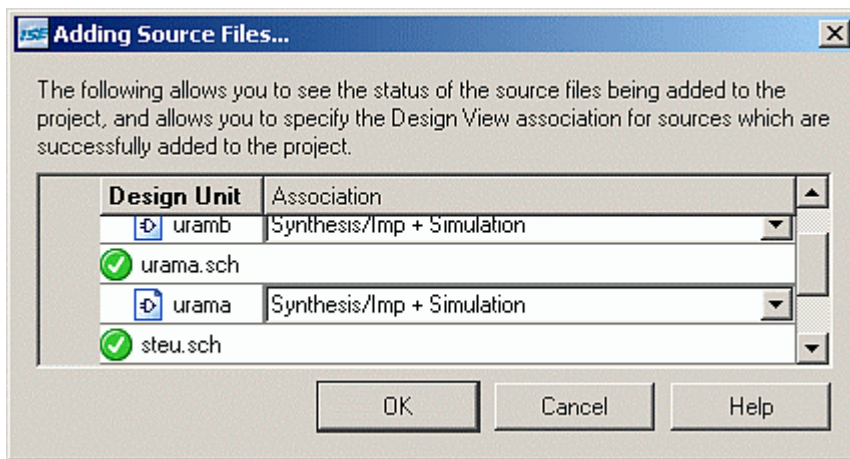 ISE Adding Source Files...
The following allows you to see the status of the source files being added to the
project, and allows you to specify the Design View association for sources which are
successfully added to the project.
Design Unit Association
uramb Synthesis/Imp + Simulation
urama.sch
urama Synthesis/Imp + Simulation
steu.sch
OK Cancel Help